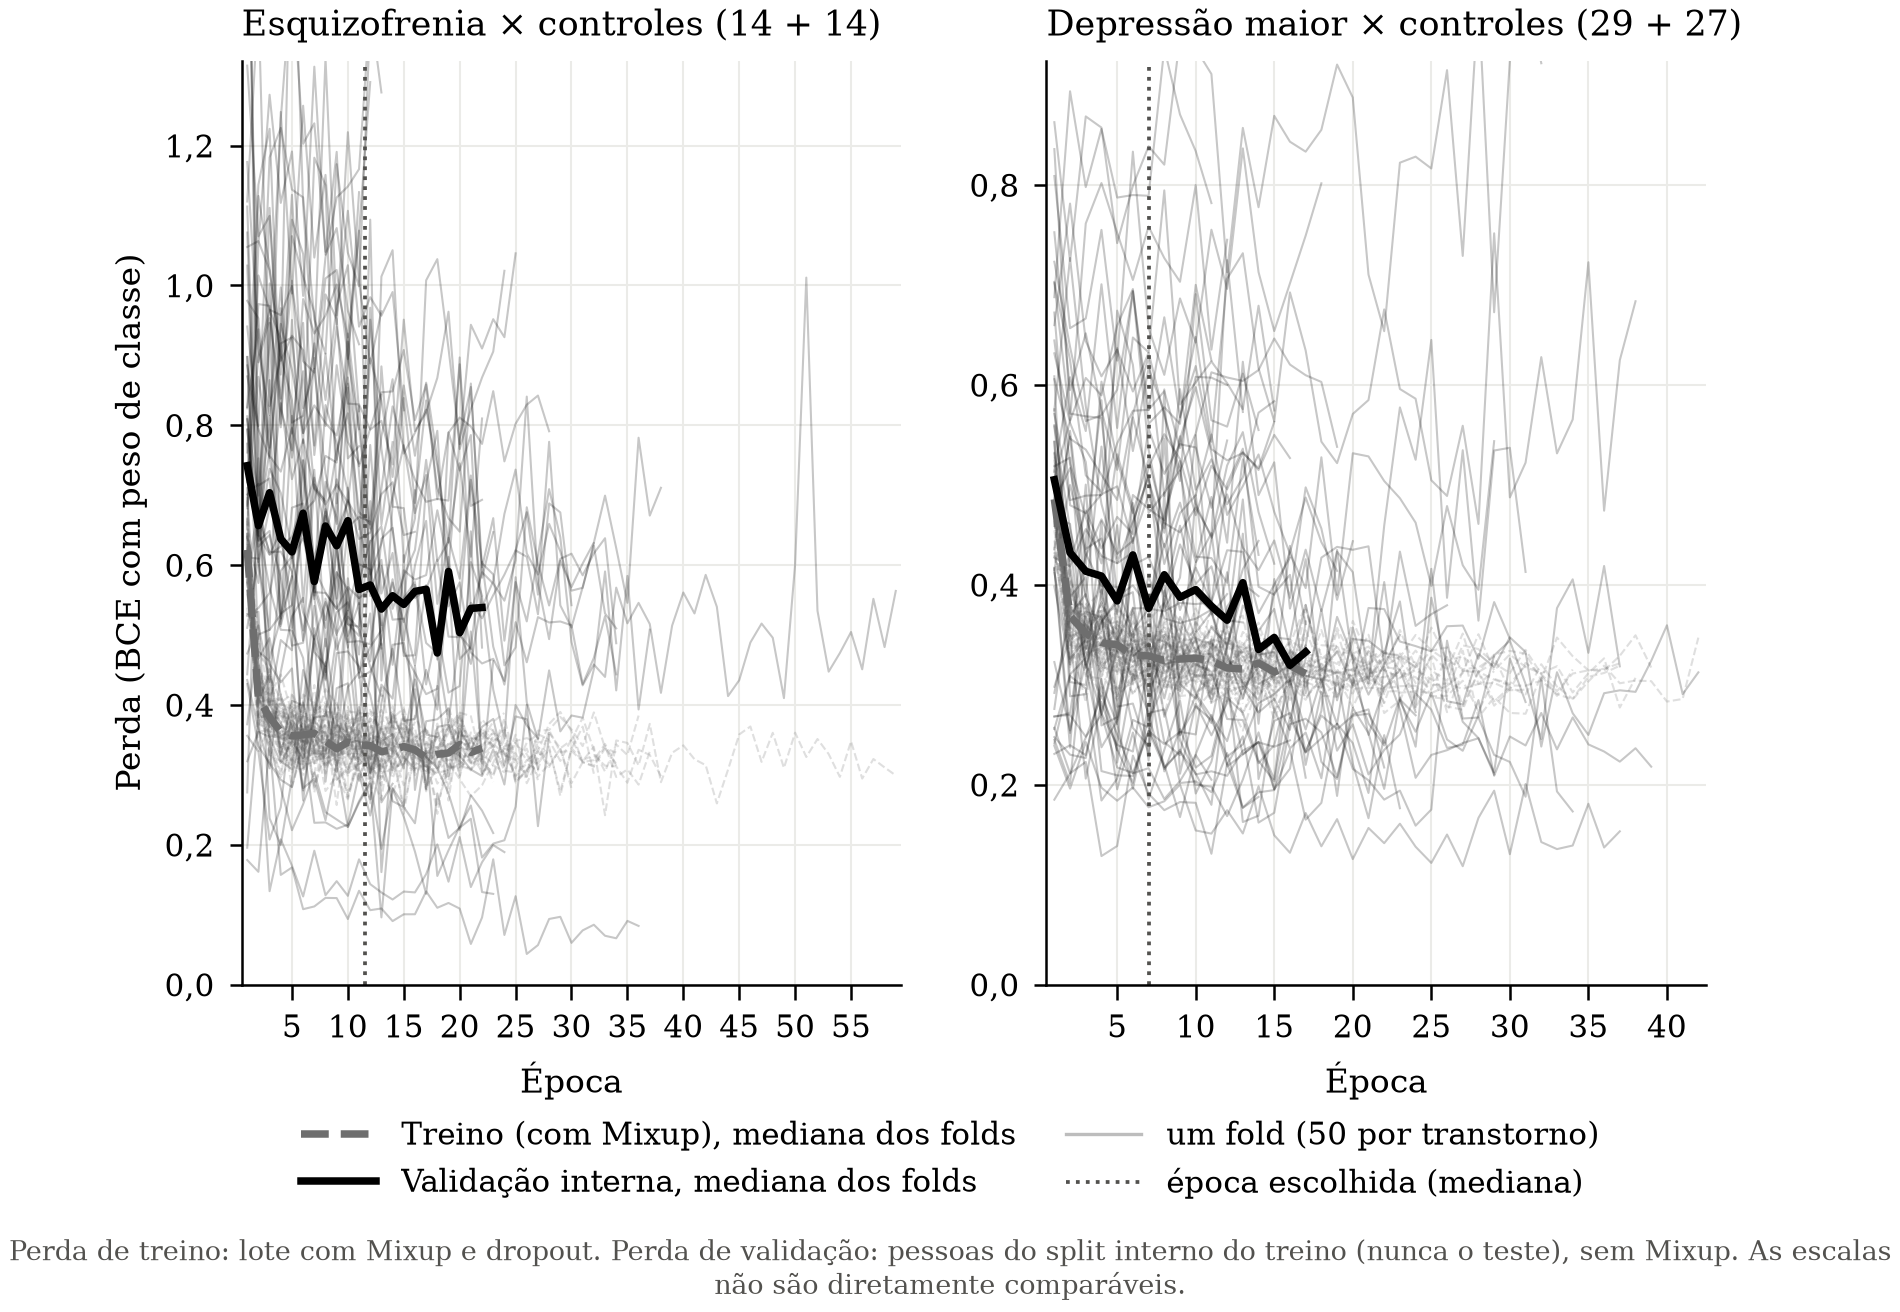 Esquizofrenia × controles (14 + 14)
Depressão maior × controles (29 + 27)
Perda (BCE com peso de classe)
1,2
1,0
0,8
0,6
0,4
0,2
0,0
5 10 15 20 25 30 35 40 45 50 55
Época
0,8
0,6
0,4
0,2
0,0
5 10 15 20 25 30 35 40
Época
Treino (com Mixup), mediana dos folds
Validação interna, mediana dos folds
um fold (50 por transtorno)
época escolhida (mediana)
Perda de treino: lote com Mixup e dropout. Perda de validação: pessoas do split interno do treino (nunca o teste), sem Mixup. As escalas
não são diretamente comparáveis.